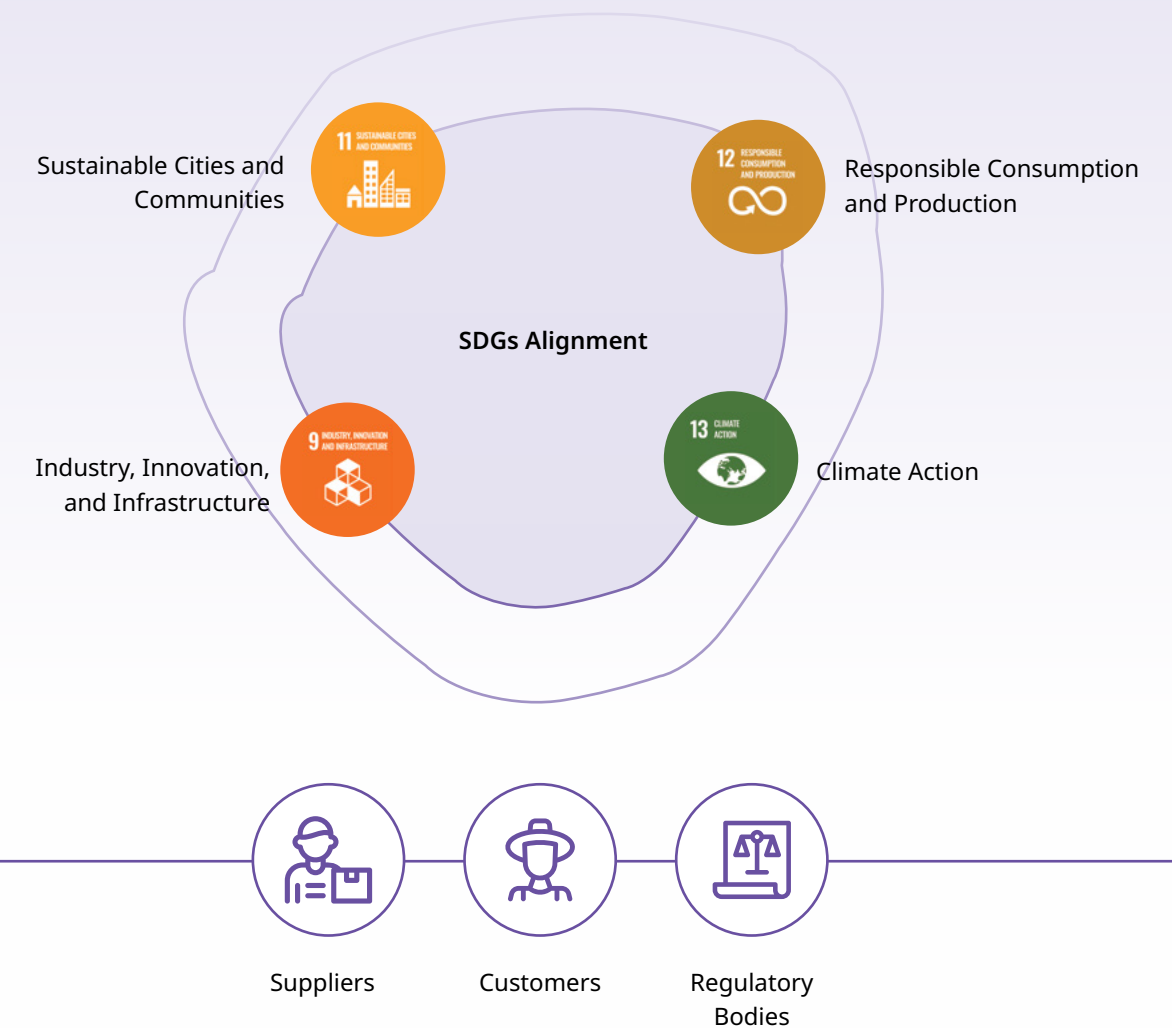 11 SUSTAINABLE CITIES
AND COMMUNITIES
Sustainable Cities and
Communities
12 RESPONSIBLE
CONSUMPTION
AND PRODUCTION
Responsible Consumption
and Production
SDGs Alignment
9 INDUSTRY, INNOVATION
AND INFRASTRUCTURE
Industry, Innovation,
and Infrastructure
13 CLIMATE
ACTION
Climate Action
Suppliers
Customers
Regulatory
Bodies